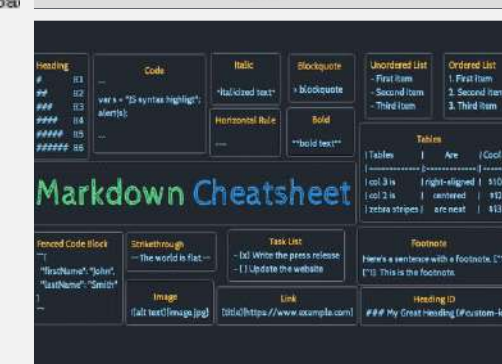 Heading
# H1
## H2
### H3
#### H4
##### H5
###### H6
Code
```
var s = "JS syntax highligt";
alert(s);
```
Italic
*italicized text*
Blockquote
> blockquote
Horizontal Rule
---
Bold
**bold text**
Unordered List
- First item
- Second item
- Third item
Ordered List
1. First item
2. Second item
3. Third item
Tables
| Tables | Are | Cool
| col 3 is | right-aligned |
| col 2 is | centered |
| zebra stripes | are neat |
Markdown Cheatsheet
Fenced Code Block
```{
"firstName": "John",
"lastName": "Smith"
}
```
Strikethrough
~~The world is flat.~~
Task List
- [x] Write the press release
- [ ] Update the website
Footnote
Here's a sentence with a footnote.
This is the footnote.
Image
![alt text](image.jpg)
Link
[title](https://www.example.com)
Heading ID
### My Great Heading {#custom-i